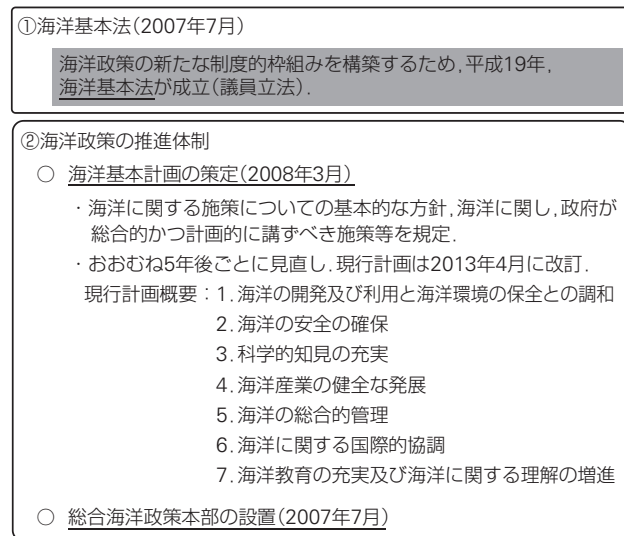 ①海洋基本法(2007年7月)
海洋政策の新たな制度的枠組みを構築するため,平成19年,
海洋基本法が成立(議員立法).
②海洋政策の推進体制
○ 海洋基本計画の策定(2008年3月)
・海洋に関する施策についての基本的な方針,海洋に関し,政府が
総合的かつ計画的に講ずべき施策等を規定.
・おおむね5年後ごとに見直し.現行計画は2013年4月に改訂.
現行計画概要：1.海洋の開発及び利用と海洋環境の保全との調和
2.海洋の安全の確保
3.科学的知見の充実
4.海洋産業の健全な発展
5.海洋の総合的管理
6.海洋に関する国際的協調
7.海洋教育の充実及び海洋に関する理解の増進
○ 総合海洋政策本部の設置(2007年7月)